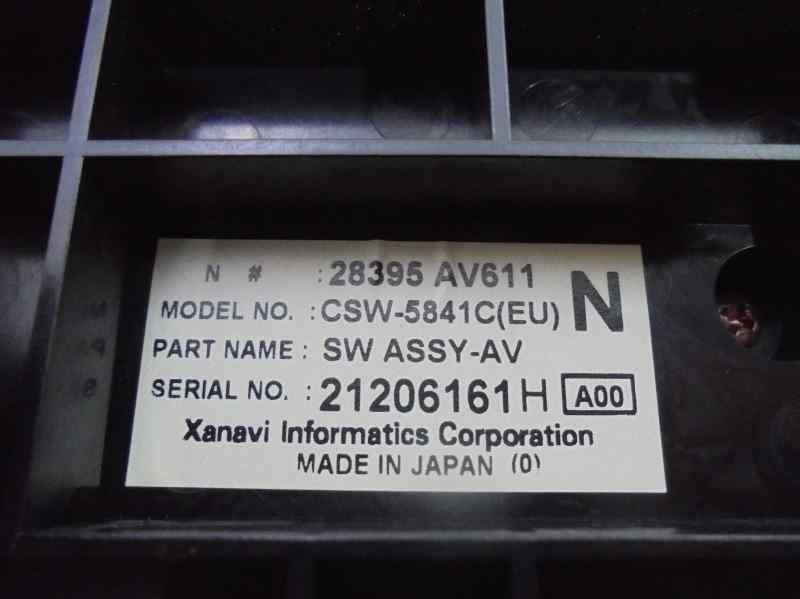 N # : 28395 AV611
N
MODEL NO. : CSW-5841C(EU)
PART NAME : SW ASSY-AV
SERIAL NO. : 21206161H A00
Xanavi Informatics Corporation
MADE IN JAPAN (0)